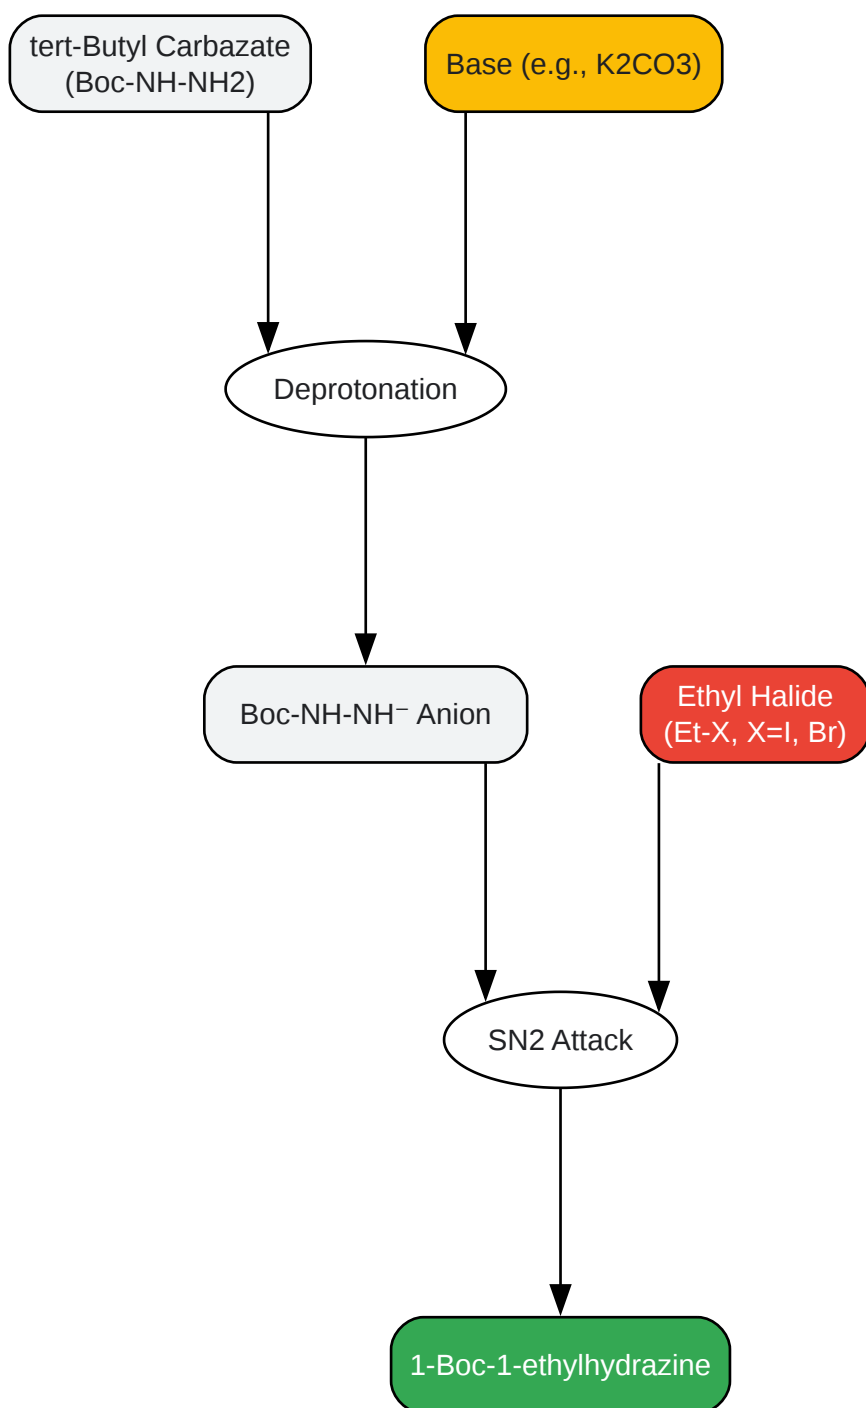 tert-Butyl Carbazate
(Boc-NH-NH2)
Base (e.g., K2CO3)
Deprotonation
Boc-NH-NH⁻ Anion
Ethyl Halide
(Et-X, X=I, Br)
SN2 Attack
1-Boc-1-ethylhydrazine